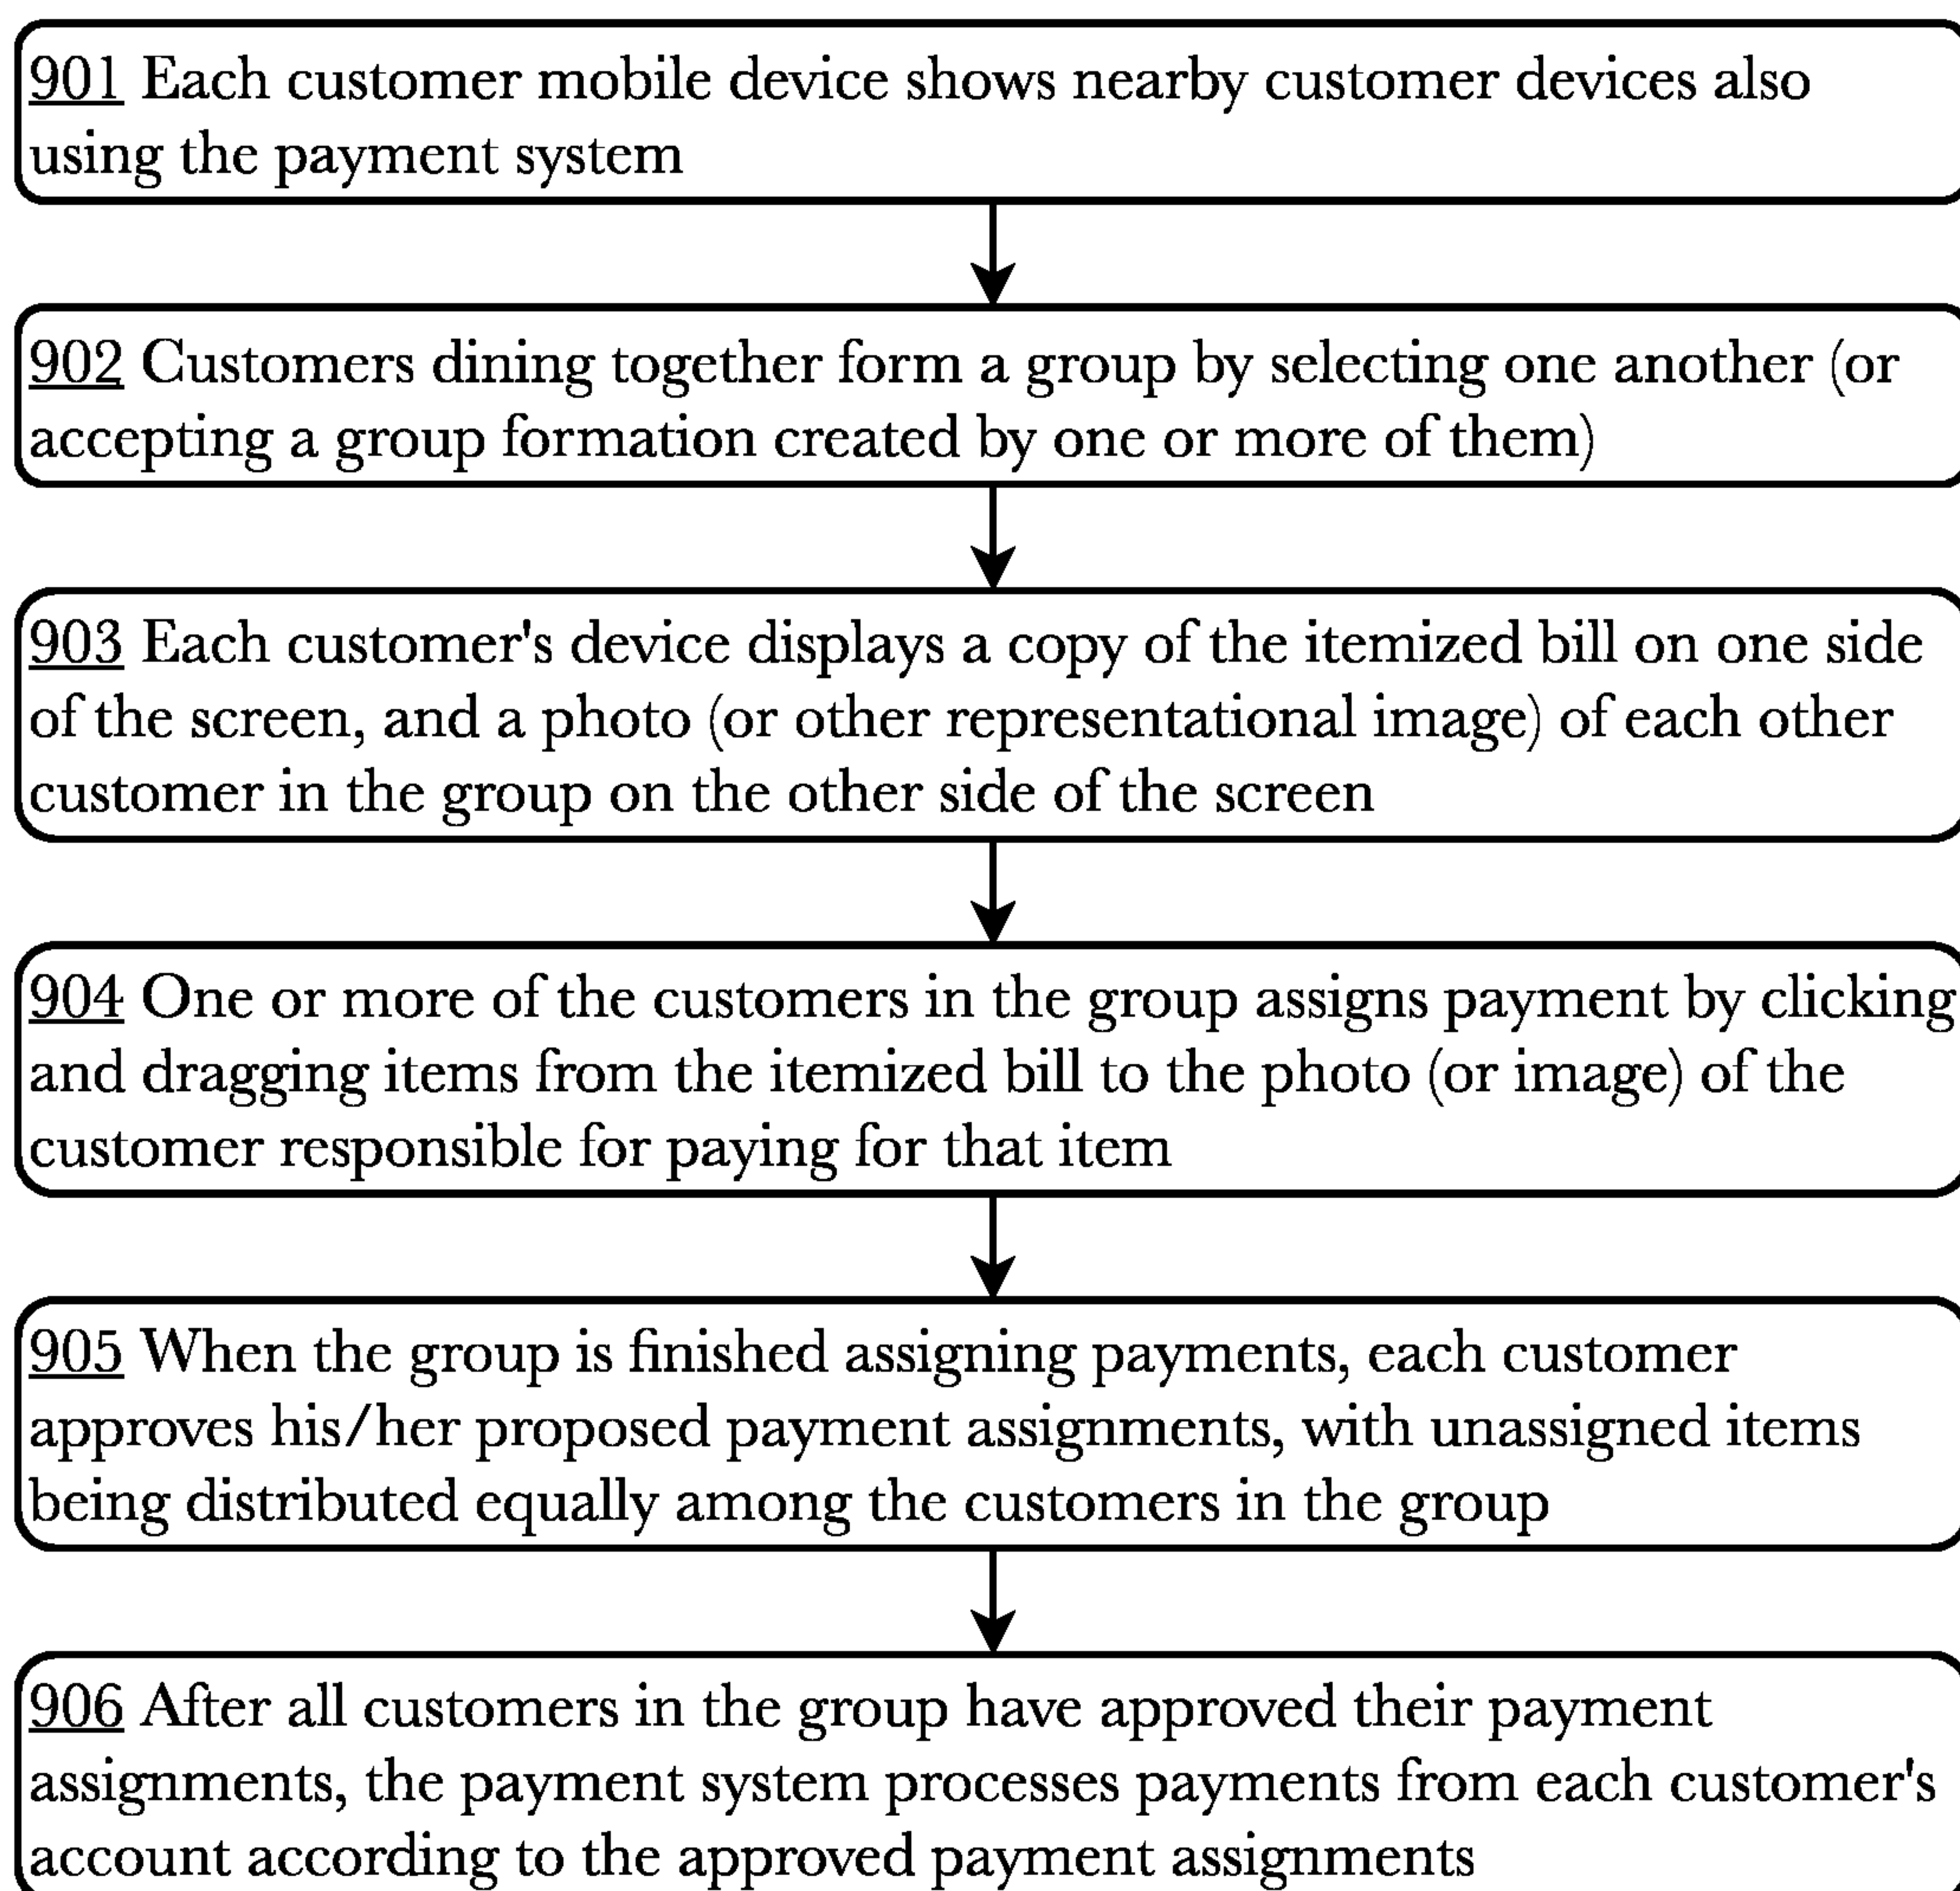 901 Each customer mobile device shows nearby customer devices also
using the payment system
902 Customers dining together form a group by selecting one another (or
accepting a group formation created by one or more of them)
903 Each customer's device displays a copy of the itemized bill on one side
of the screen, and a photo (or other representational image) of each other
customer in the group on the other side of the screen
904 One or more of the customers in the group assigns payment by clicking
and dragging items from the itemized bill to the photo (or image) of the
customer responsible for paying for that item
905 When the group is finished assigning payments, each customer
approves his/her proposed payment assignments, with unassigned items
being distributed equally among the customers in the group
906 After all customers in the group have approved their payment
assignments, the payment system processes payments from each customer's
account according to the approved payment assignments